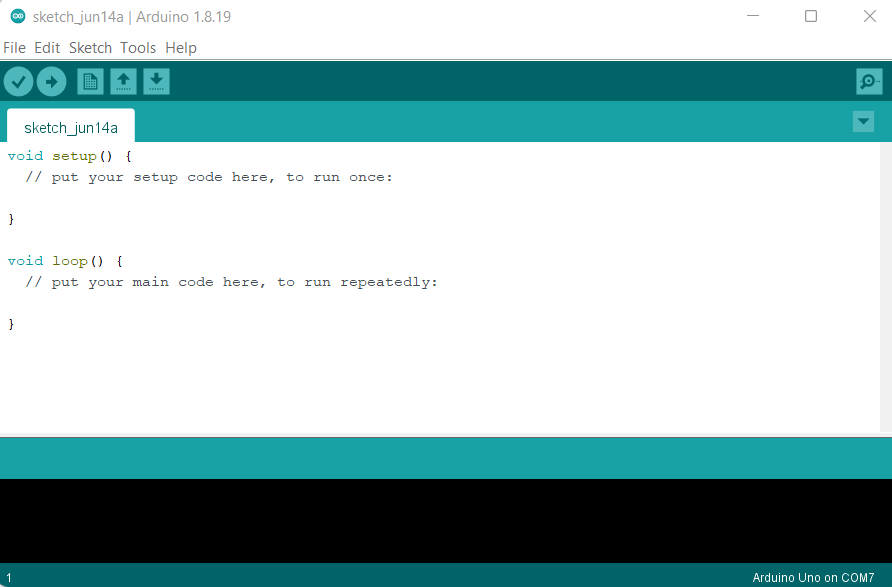 sketch_jun14a | Arduino 1.8.19
File Edit Sketch Tools Help
sketch_jun14a
void setup() {
  // put your setup code here, to run once:
}
void loop() {
  // put your main code here, to run repeatedly:
}
1
Arduino Uno on COM7